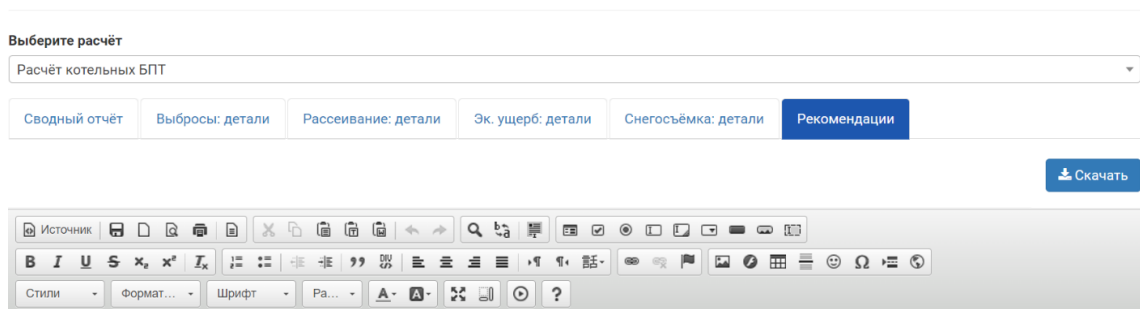 Выберите расчёт
Расчёт котельных БПТ
Сводный отчёт Выбросы: детали Рассеивание: детали Эк. ущерб: детали Снегосъёмка: детали Рекомендации
Скачать
Источник
Стили Формат... Шрифт Ра...